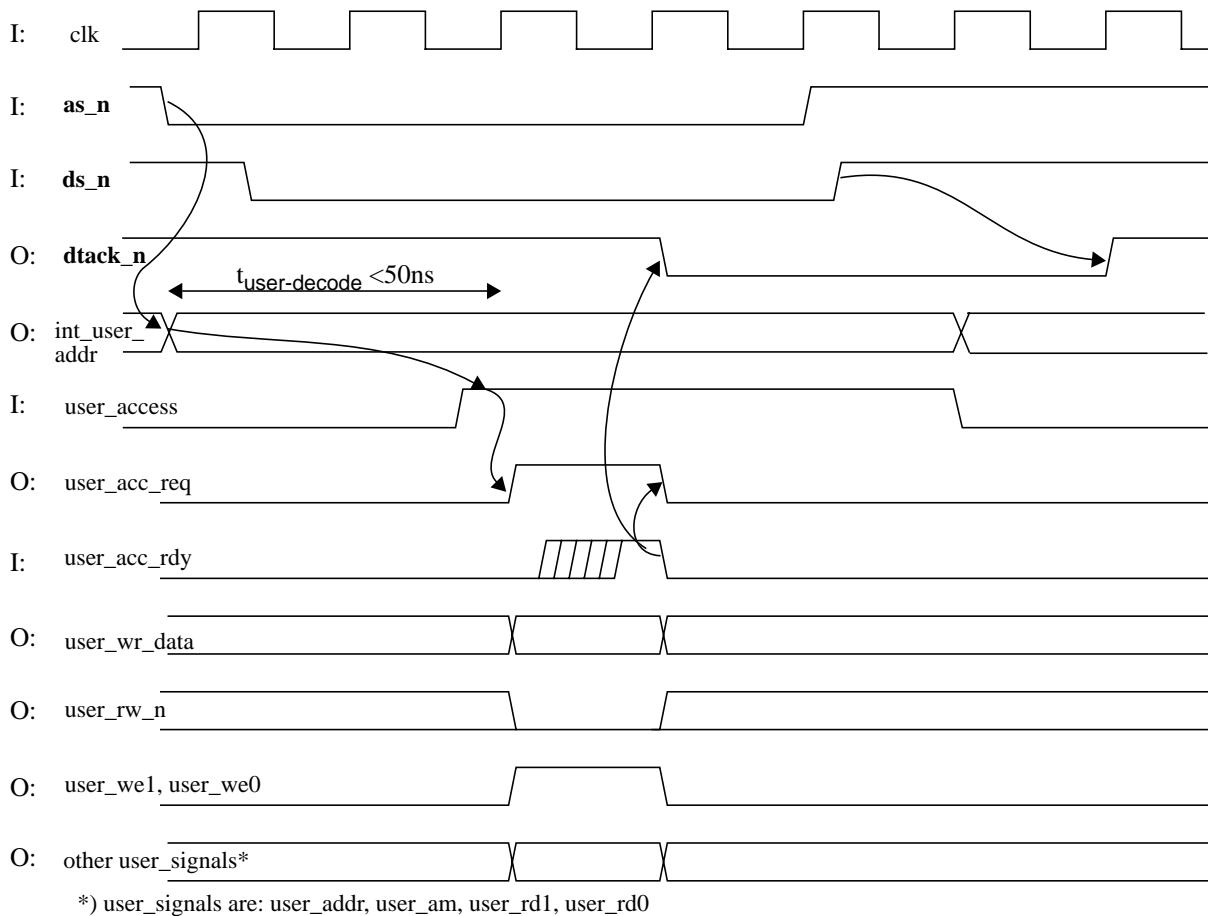 I: clk
I: as_n
I: ds_n
O: dtack_n
tuser-decode <50ns
O: int_user_
addr
I: user_access
O: user_acc_req
I: user_acc_rdy
O: user_wr_data
O: user_rw_n
O: user_we1, user_we0
O: other user_signals*
*) user_signals are: user_addr, user_am, user_rd1, user_rd0